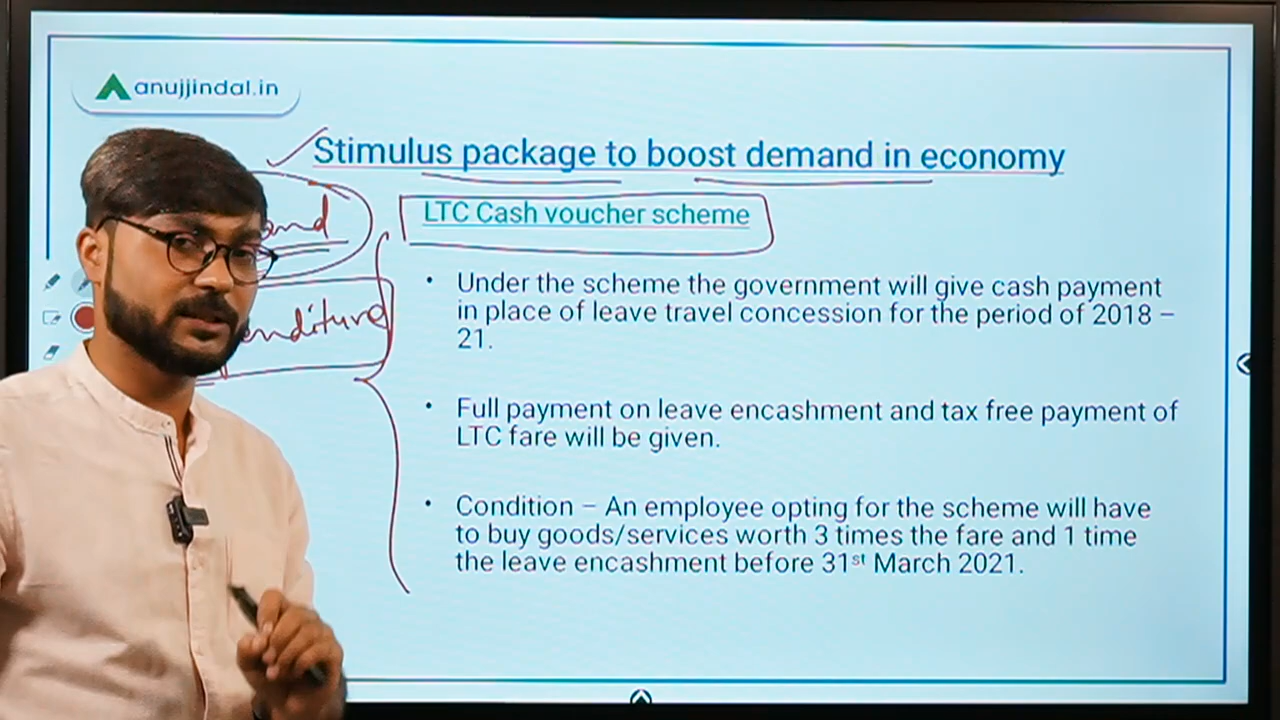 anujjindal.in
Stimulus package to boost demand in economy
LTC Cash voucher scheme
• Under the scheme the government will give cash payment
in place of leave travel concession for the period of 2018 –
21.
• Full payment on leave encashment and tax free payment of
LTC fare will be given.
• Condition – An employee opting for the scheme will have
to buy goods/services worth 3 times the fare and 1 time
the leave encashment before 31st March 2021.